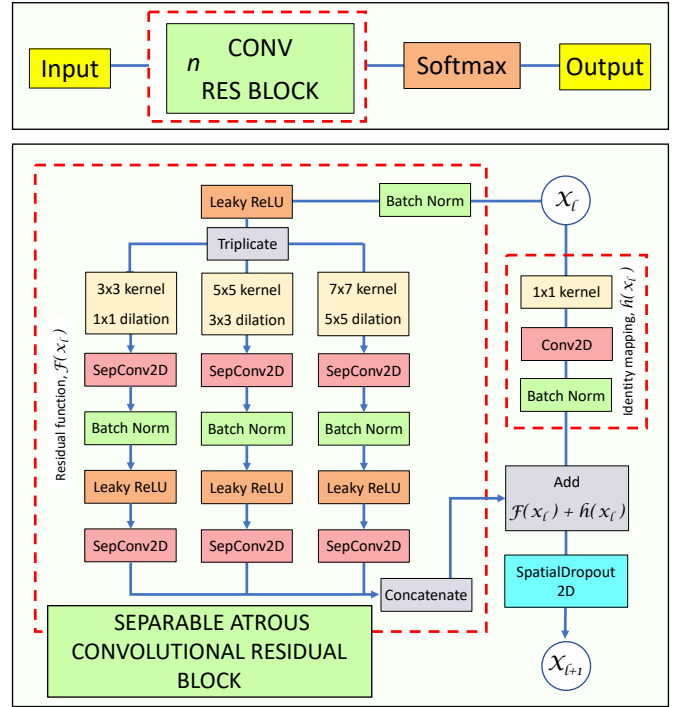 Input
n CONV
RES BLOCK
Softmax
Output
Leaky ReLU
Batch Norm
x_l
Triplicate
3x3 kernel
1x1 dilation
5x5 kernel
3x3 dilation
7x7 kernel
5x5 dilation
1x1 kernel
SepConv2D
SepConv2D
SepConv2D
Conv2D
Batch Norm
Batch Norm
Batch Norm
Batch Norm
Residual function, F(x_l)
Identity mapping, h(x_l)
Leaky ReLU
Leaky ReLU
Leaky ReLU
SepConv2D
SepConv2D
SepConv2D
Add
F(x_l) + h(x_l)
Concatenate
SpatialDropout
2D
x_{l+1}
SEPARABLE ATROUS
CONVOLUTIONAL RESIDUAL
BLOCK